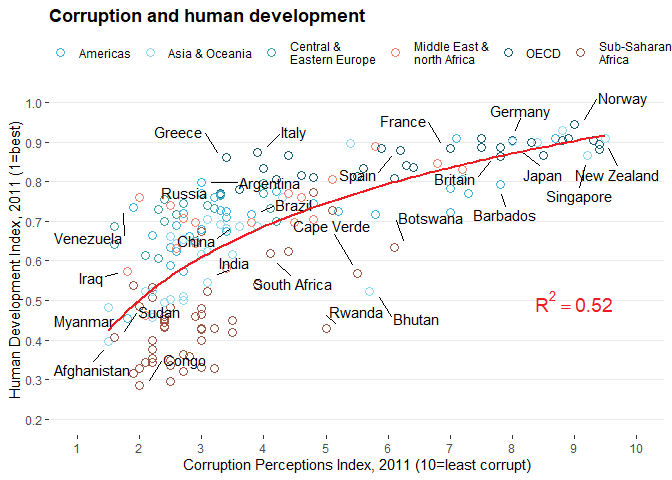 Corruption and human development
Americas
Asia & Oceania
Central &
Eastern Europe
Middle East &
north Africa
OECD
Sub-Saharan
Africa
Human Development Index, 2011 (1=best)
1.0
0.9
0.8
0.7
0.6
0.5
0.4
0.3
0.2
Norway
Germany
France
Greece
Italy
Spain
Britain
Japan
New Zealand
Singapore
Barbados
Argentina
Russia
Brazil
Botswana
Cape Verde
Venezuela
China
India
Iraq
South Africa
Rwanda
Bhutan
Myanmar
Sudan
Congo
Afghanistan
R² = 0.52
1 2 3 4 5 6 7 8 9 10
Corruption Perceptions Index, 2011 (10=least corrupt)